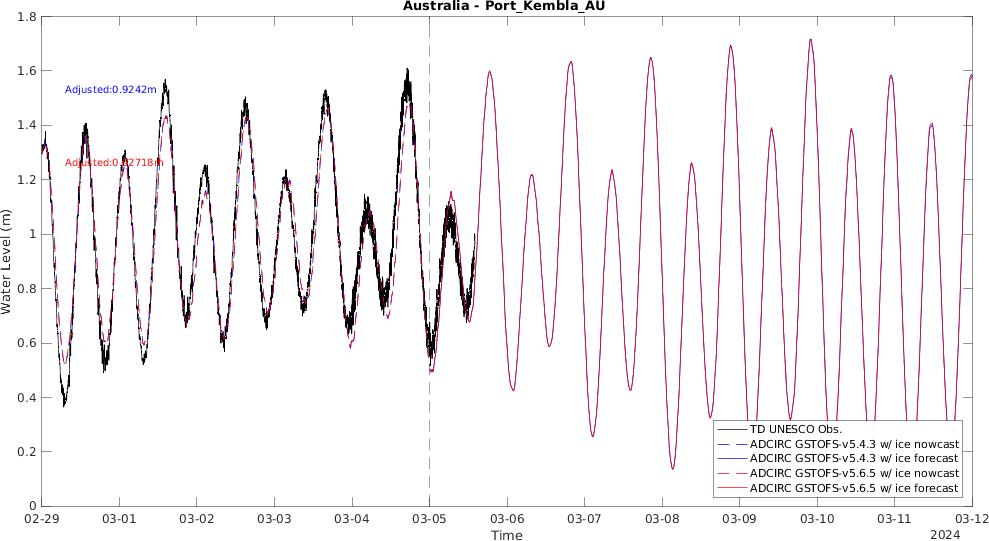 Australia - Port_Kembla_AU
1.8
1.6
1.4
1.2
1
0.8
0.6
0.4
0.2
0
Water Level (m)
Adjusted:0.9242m
TD UNESCO Obs.
ADCIRC GSTOFS-v5.4.3 w/ ice nowcast
ADCIRC GSTOFS-v5.4.3 w/ ice forecast
ADCIRC GSTOFS-v5.6.5 w/ ice nowcast
ADCIRC GSTOFS-v5.6.5 w/ ice forecast
02-29 03-01 03-02 03-03 03-04 03-05 03-06 03-07 03-08 03-09 03-10 03-11 03-12
Time
2024